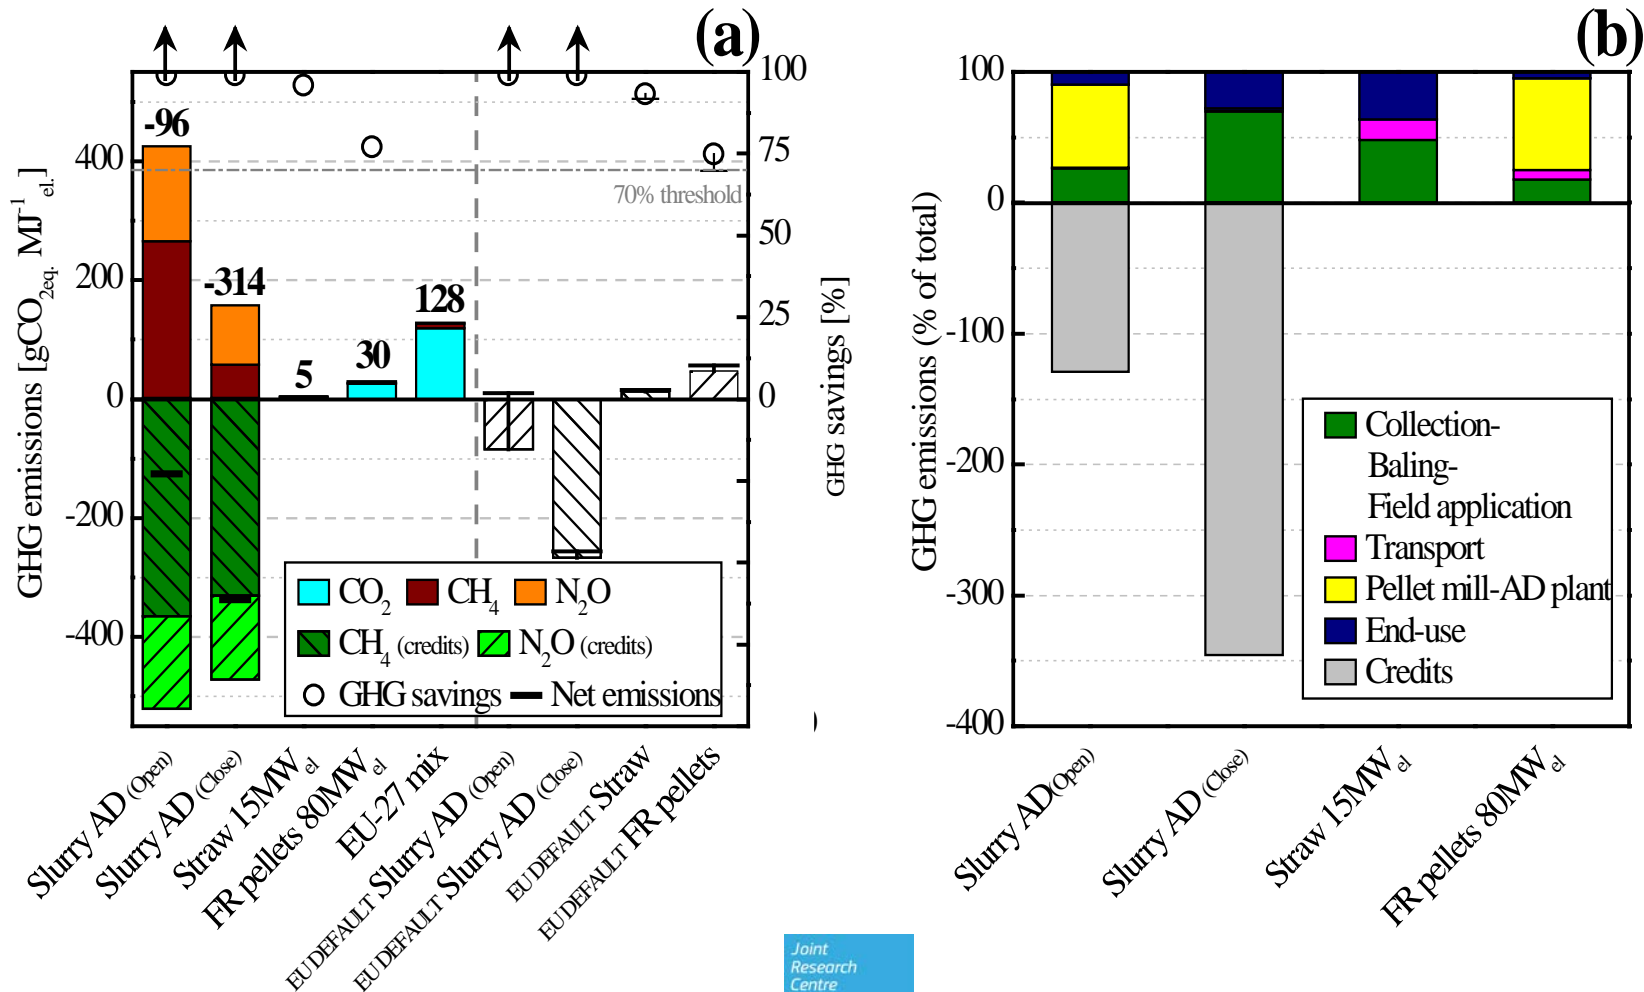 (a)
GHG emissions [gCO2eq. MJ-1el.]
400
200
0
-200
-400
-96
-314
5
30
128
70% threshold
100
75
50
25
0
GHG savings [%]
CO2 CH4 N2O
CH4 (credits) N2O (credits)
GHG savings Net emissions
Slurry AD (Open)
Slurry AD (Close)
Straw 15MWel
FR pellets 80MWel
EU-27 mix
EU DEFAULT Slurry AD (Open)
EU DEFAULT Slurry AD (Close)
EU DEFAULT Straw
EU DEFAULT FR pellets
(b)
GHG emissions (% of total)
100
0
-100
-200
-300
-400
Collection-
Baling-
Field application
Transport
Pellet mill-AD plant
End-use
Credits
Slurry AD(Open)
Slurry AD (Close)
Straw 15MWel
FR pellets 80MWel
Joint
Research
Centre